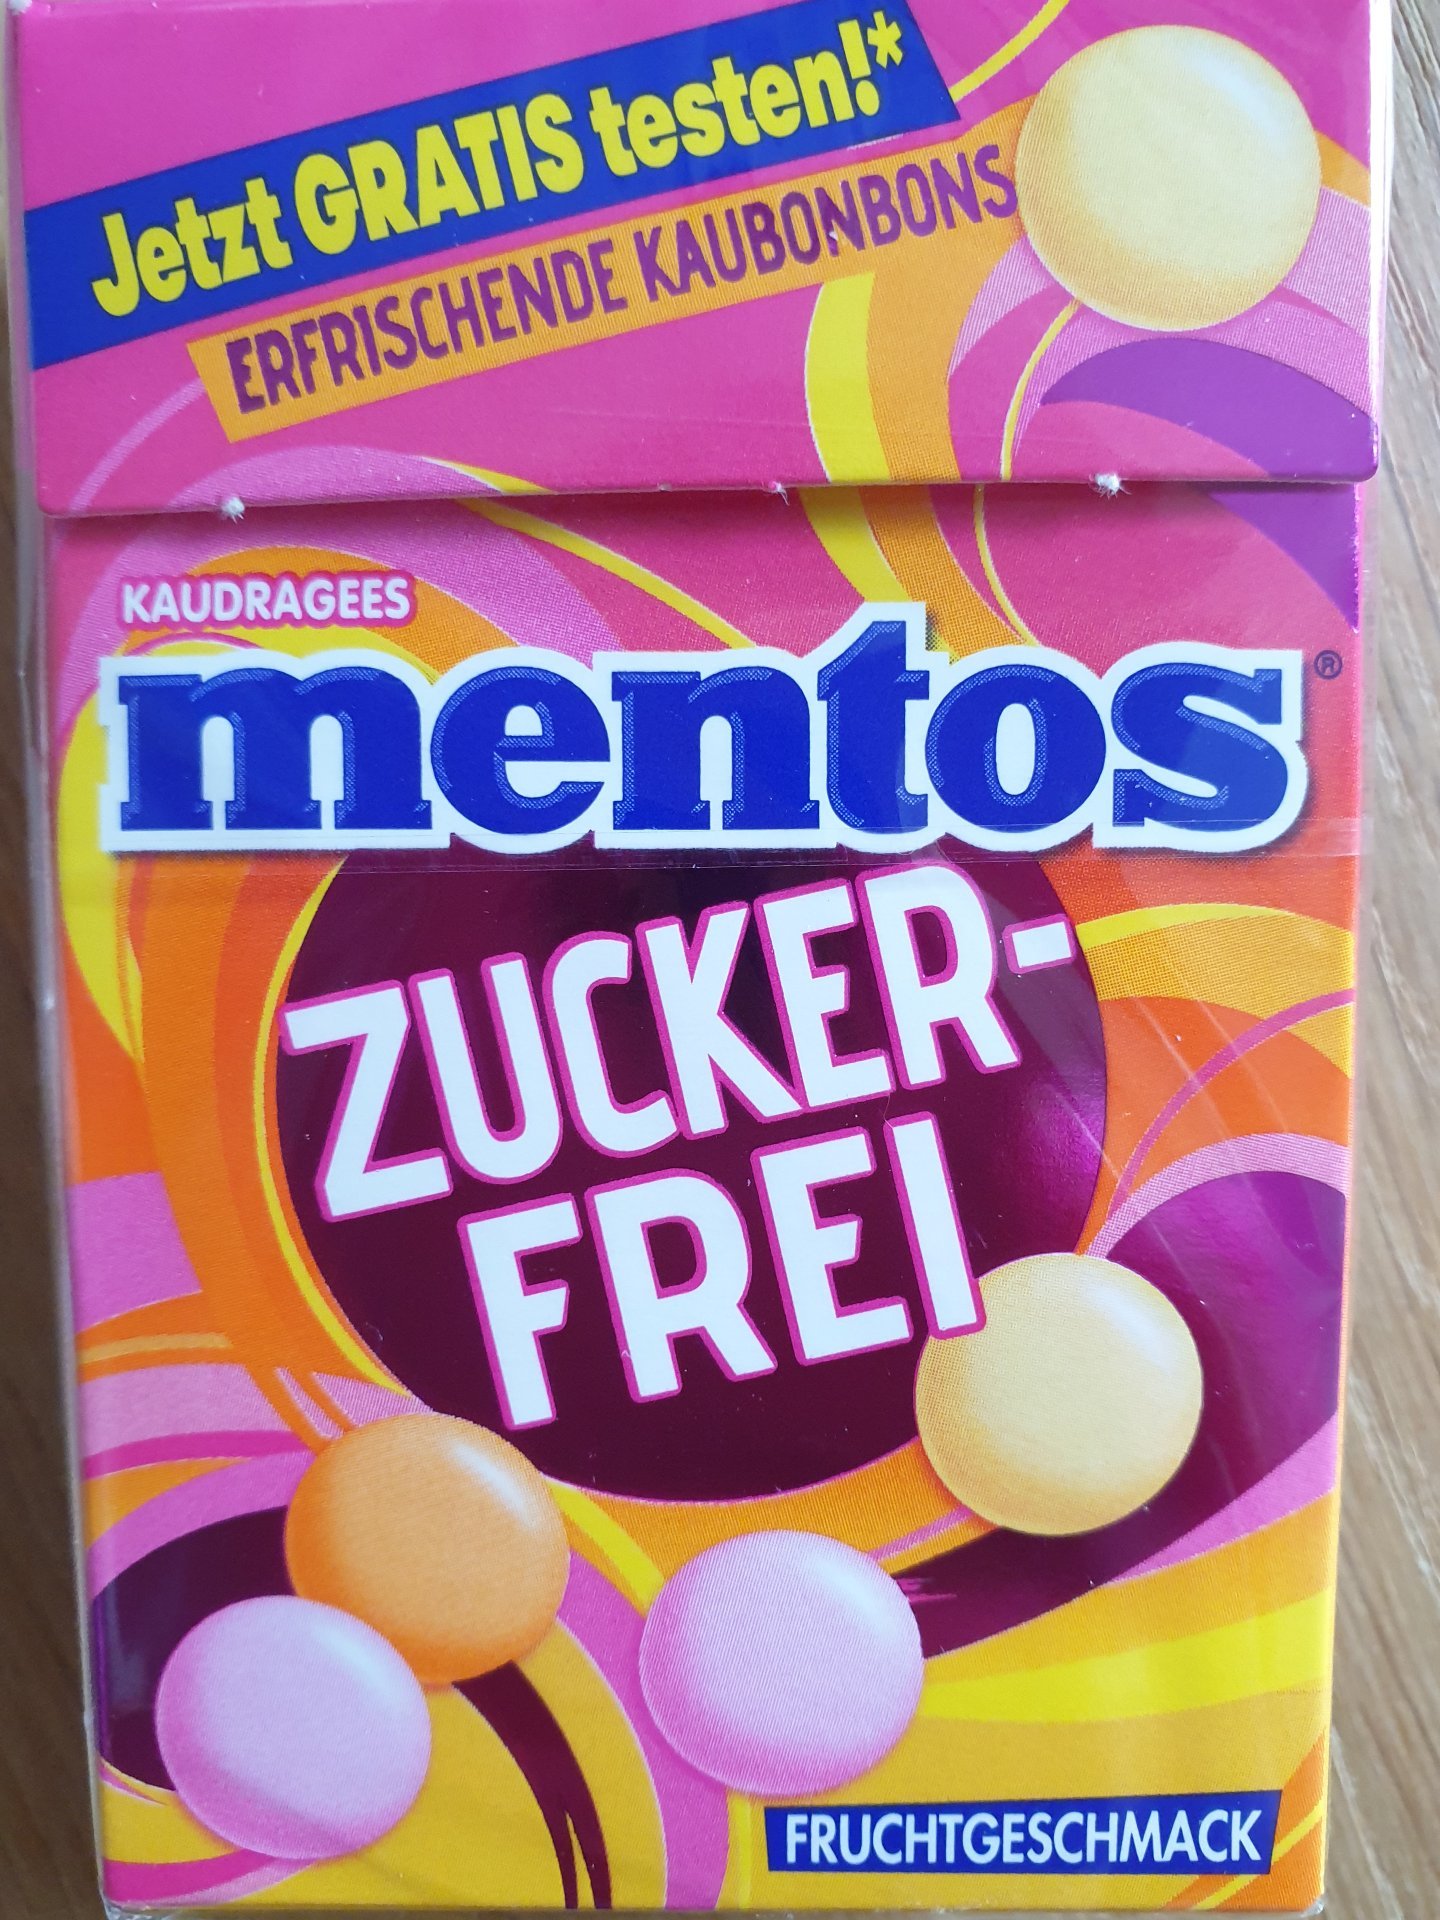 Jetzt GRATIS testen!*
ERFRISCHENDE KAUBONBONS
KAUDRAGEES
mentos®
ZUCKER-
FREI
FRUCHTGESCHMACK